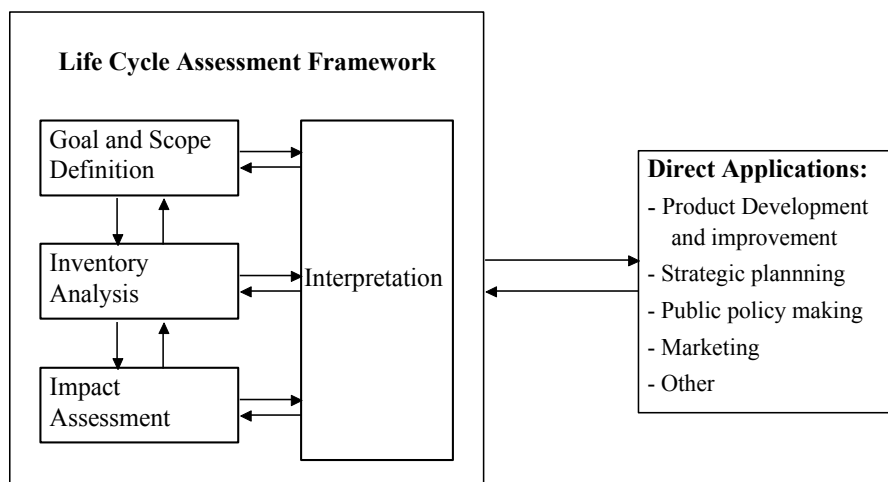 Life Cycle Assessment Framework
Goal and Scope
Definition
Inventory
Analysis
Impact
Assessment
Interpretation
Direct Applications:
- Product Development
and improvement
- Strategic plannning
- Public policy making
- Marketing
- Other